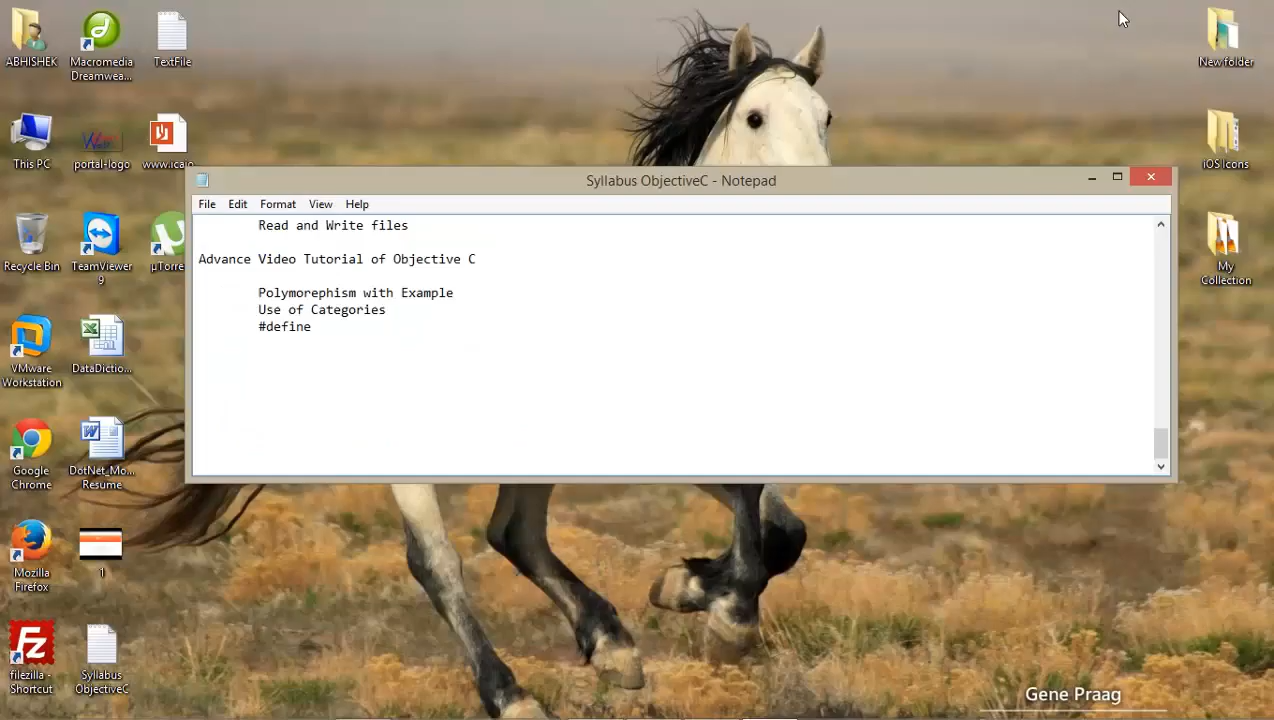 ABHISHEK
Macromedia
Dreamwea...
TextFile
New folder
This PC
portal-logo
iOS Icons
Syllabus ObjectiveC - Notepad
File Edit Format View Help
Read and Write files
Advance Video Tutorial of Objective C
Polymorephism with Example
Use of Categories
#define
Recycle Bin
TeamViewer
9
µTorre
My
Collection
VMware
Workstation
DataDictio...
Google
Chrome
DotNet_Mo...
Resume
Mozilla
Firefox
1
Fz
filezilla -
Shortcut
Syllabus
ObjectiveC
Gene Praag